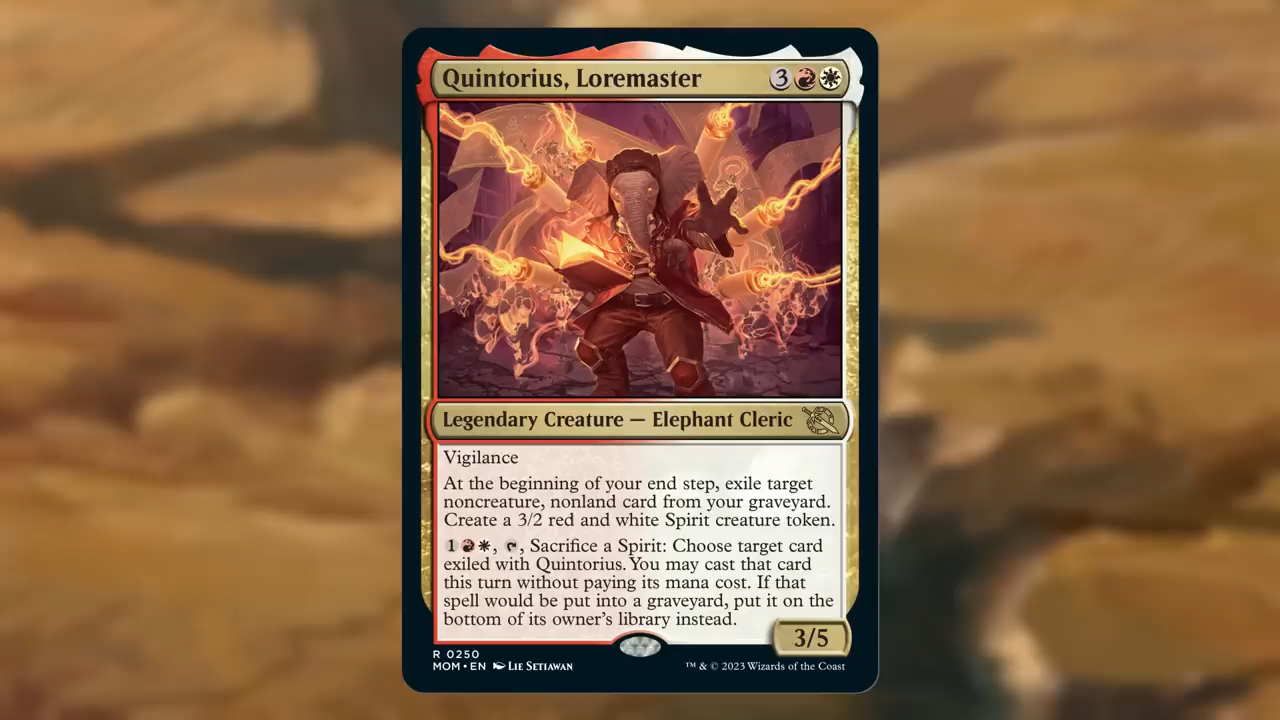 Quintorius, Loremaster 3
Legendary Creature — Elephant Cleric
Vigilance
At the beginning of your end step, exile target
noncreature, nonland card from your graveyard.
Create a 3/2 red and white Spirit creature token.
1, , Sacrifice a Spirit: Choose target card
exiled with Quintorius. You may cast that card
this turn without paying its mana cost. If that
spell would be put into a graveyard, put it on the
bottom of its owner's library instead.
3/5
R 0250
MOM • EN Lie Setiawan
™ & © 2023 Wizards of the Coast